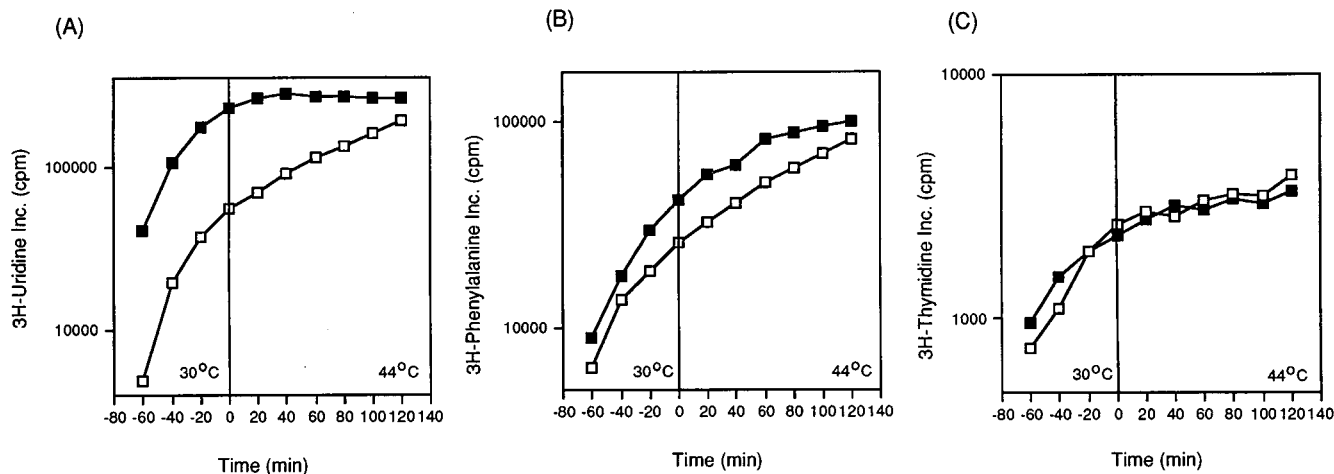 (A)
3H-Uridine Inc. (cpm)
100000
10000
30°C
44°C
-80 -60 -40 -20 0 20 40 60 80 100 120 140
Time (min)
(B)
3H-Phenylalanine Inc. (cpm)
100000
10000
30°C
44°C
-80 -60 -40 -20 0 20 40 60 80 100 120 140
Time (min)
(C)
3H-Thymidine Inc. (cpm)
10000
1000
30°C
44°C
-80 -60 -40 -20 0 20 40 60 80 100 120 140
Time (min)